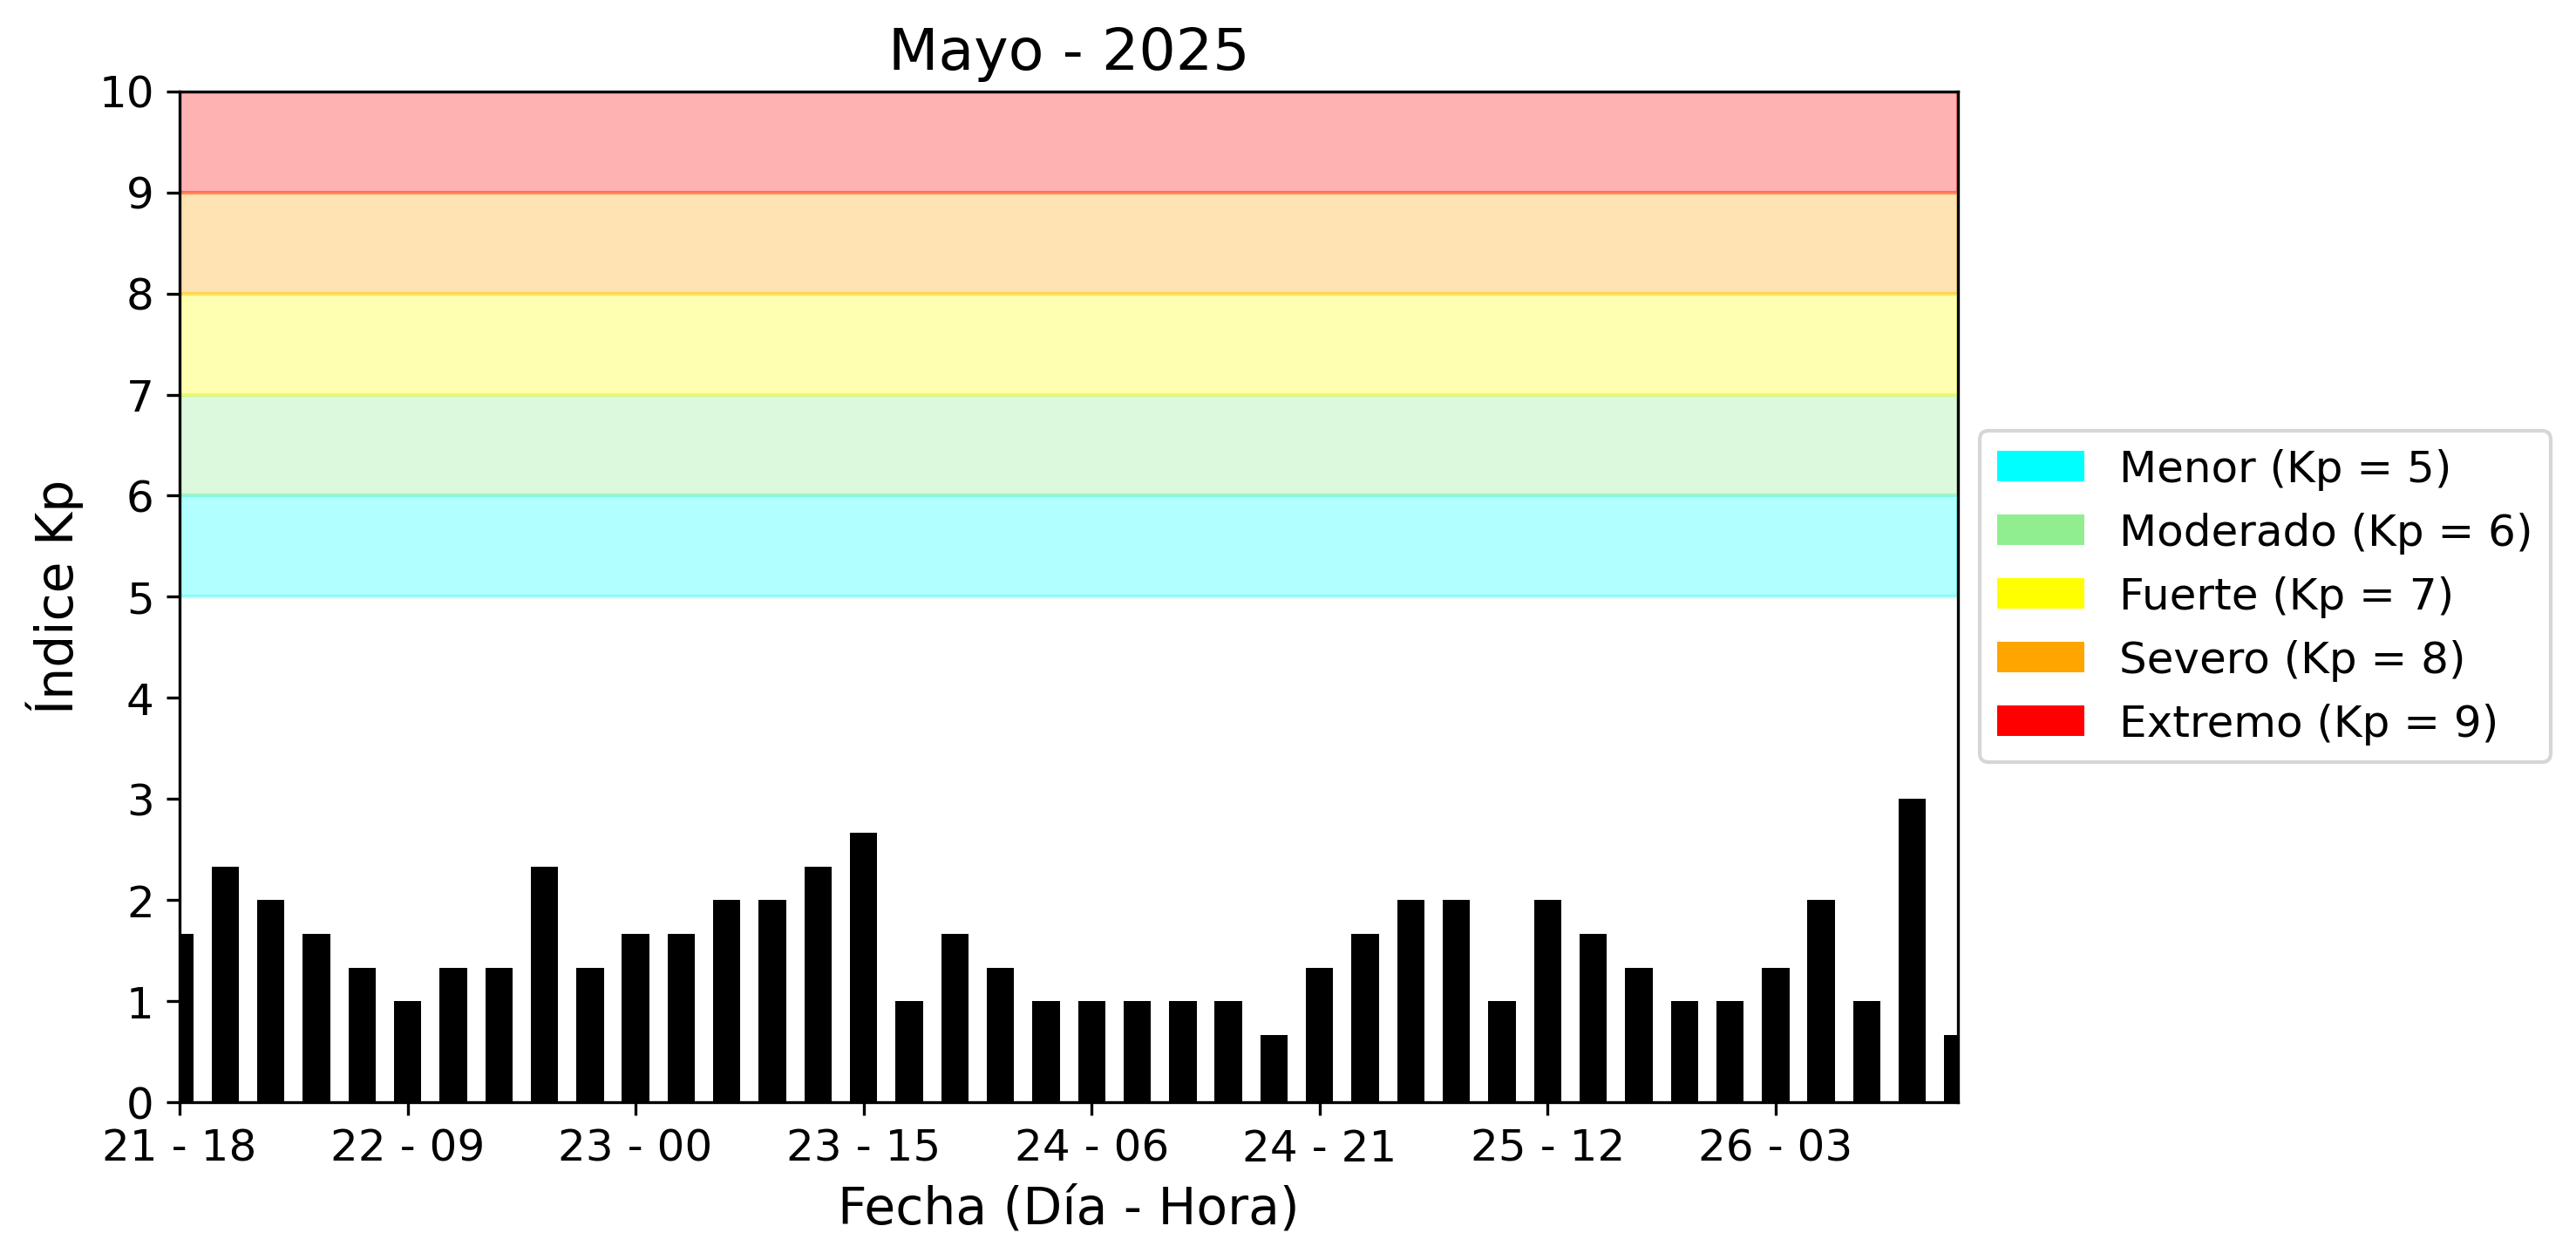 Mayo - 2025
10
9
8
7
6
5
4
3
2
1
0
Índice Kp
21 - 18
22 - 09
23 - 00
23 - 15
24 - 06
24 - 21
25 - 12
26 - 03
Fecha (Día - Hora)
Menor (Kp = 5)
Moderado (Kp = 6)
Fuerte (Kp = 7)
Severo (Kp = 8)
Extremo (Kp = 9)